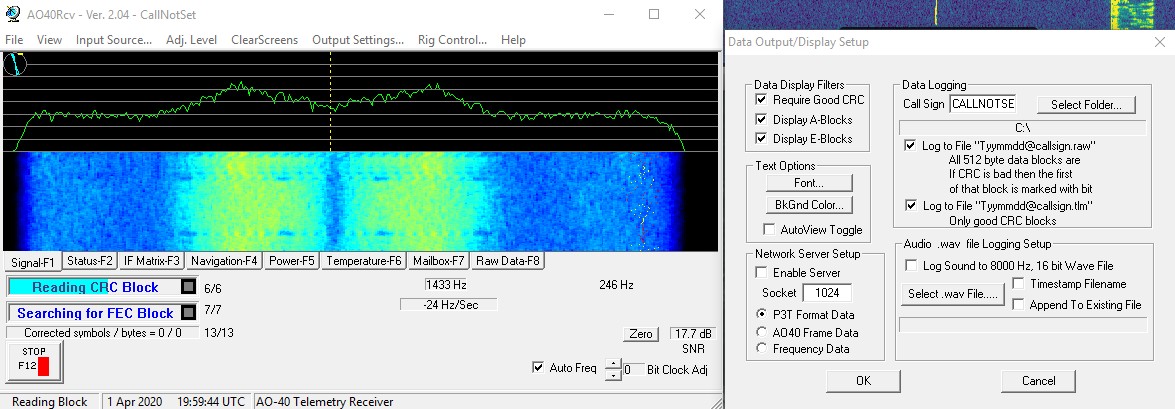 AO40Rcv - Ver. 2.04 - CallNotSet
File View Input Source... Adj. Level ClearScreens Output Settings... Rig Control... Help
Signal-F1 Status-F2 IF Matrix-F3 Navigation-F4 Power-F5 Temperature-F6 Mailbox-F7 Raw Data-F8
Reading CRC Block 6/6 1433 Hz 246 Hz
-24 Hz/Sec
Searching for FEC Block 7/7
Corrected symbols / bytes = 0 / 0 13/13
Zero 17.7 dB
SNR
STOP
F12
Auto Freq 0 Bit Clock Adj
Reading Block 1 Apr 2020 19:59:44 UTC AO-40 Telemetry Receiver
Data Output/Display Setup
Data Display Filters
Require Good CRC
Display A-Blocks
Display E-Blocks
Text Options
Font...
BkGnd Color...
AutoView Toggle
Network Server Setup
Enable Server
Socket 1024
P3T Format Data
AO40 Frame Data
Frequency Data
Data Logging
Call Sign CALLNOTSE Select Folder...
C:\
Log to File "Tyymmdd@callsign.raw"
All 512 byte data blocks are
If CRC is bad then the first
of that block is marked with bit
Log to File "Tyymmdd@callsign.tlm"
Only good CRC blocks
Audio .wav file Logging Setup
Log Sound to 8000 Hz, 16 bit Wave File
Select .wav File.....
Timestamp Filename
Append To Existing File
OK Cancel